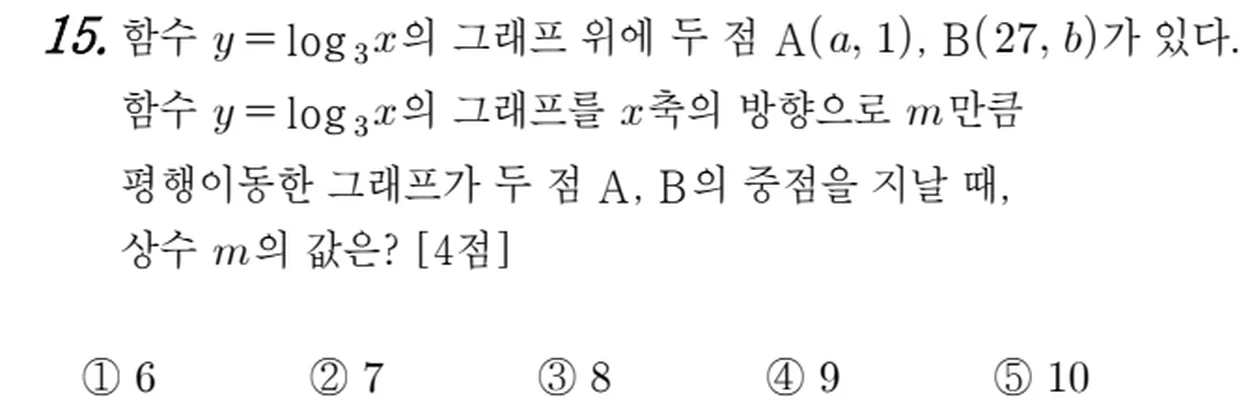 15. 함수 y=log₃x의 그래프 위에 두 점 A(a, 1), B(27, b)가 있다.
함수 y=log₃x의 그래프를 x축의 방향으로 m만큼
평행이동한 그래프가 두 점 A, B의 중점을 지날 때,
상수 m의 값은? [4점]
① 6 ② 7 ③ 8 ④ 9 ⑤ 10